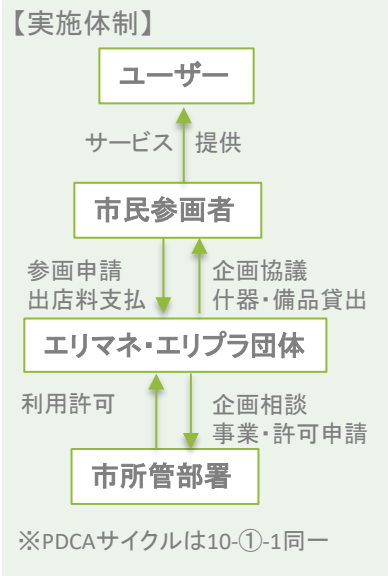 【実施体制】
ユーザー
サービス 提供
市民参画者
参画申請
出店料支払
企画協議
什器・備品貸出
エリマネ・エリプラ団体
利用許可
企画相談
事業・許可申請
市所管部署
※PDCAサイクルは10-①-1同一